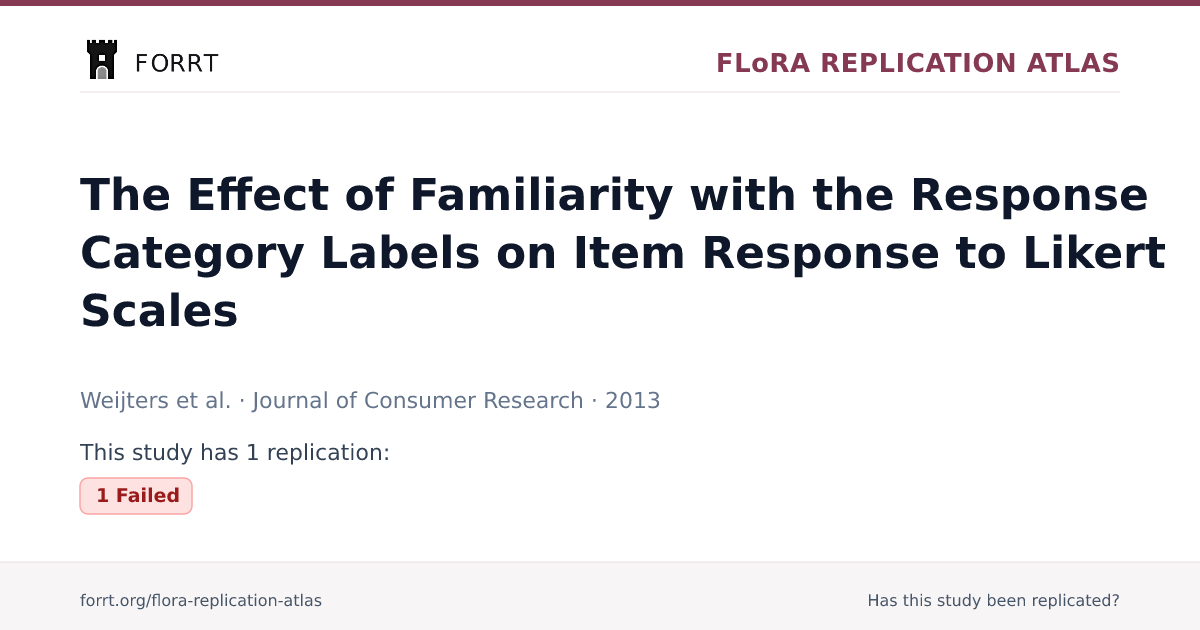 FORRT
FLoRA REPLICATION ATLAS
The Effect of Familiarity with the Response
Category Labels on Item Response to Likert
Scales
Weijters et al. · Journal of Consumer Research · 2013
This study has 1 replication:
1 Failed
forrt.org/flora-replication-atlas
Has this study been replicated?